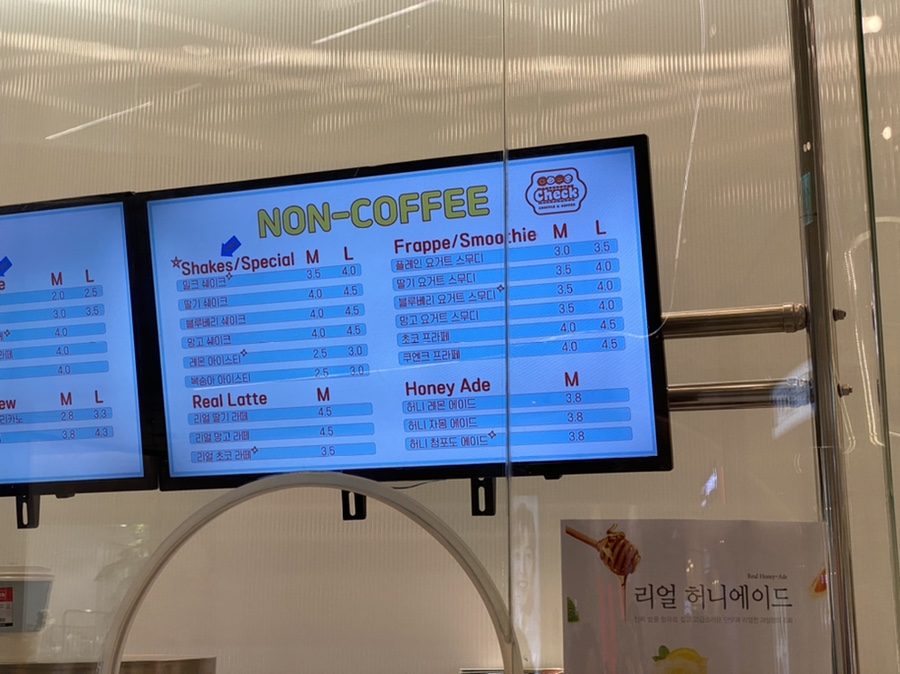 NON-COFFEE
Check
Shakes/Special M L
밀크 쉐이크 3.5 4.0
딸기 쉐이크 4.0 4.5
블루베리 쉐이크 4.0 4.5
망고 쉐이크 4.0 4.5
레몬 아이스티 2.5 3.0
복숭아 아이스티 2.5 3.0
Real Latte M
리얼 딸기 라떼 4.5
리얼 망고 라떼 4.5
리얼 초코 라떼 3.5
Frappe/Smoothie M L
플레인 요거트 스무디 3.0 3.5
딸기 요거트 스무디 3.5 4.0
블루베리 요거트 스무디 3.5 4.0
망고 요거트 스무디 3.5 4.0
초코 프라페 4.0 4.5
쿠앤크 프라페 4.0 4.5
Honey Ade M
허니 레몬 에이드 3.8
허니 자몽 에이드 3.8
허니 청포도 에이드 3.8
M L
2.0 2.5
3.0 3.5
4.0
4.0
4.0
M L
2.8 3.3
3.8 4.3
Real Honey-Ade
리얼 허니에이드